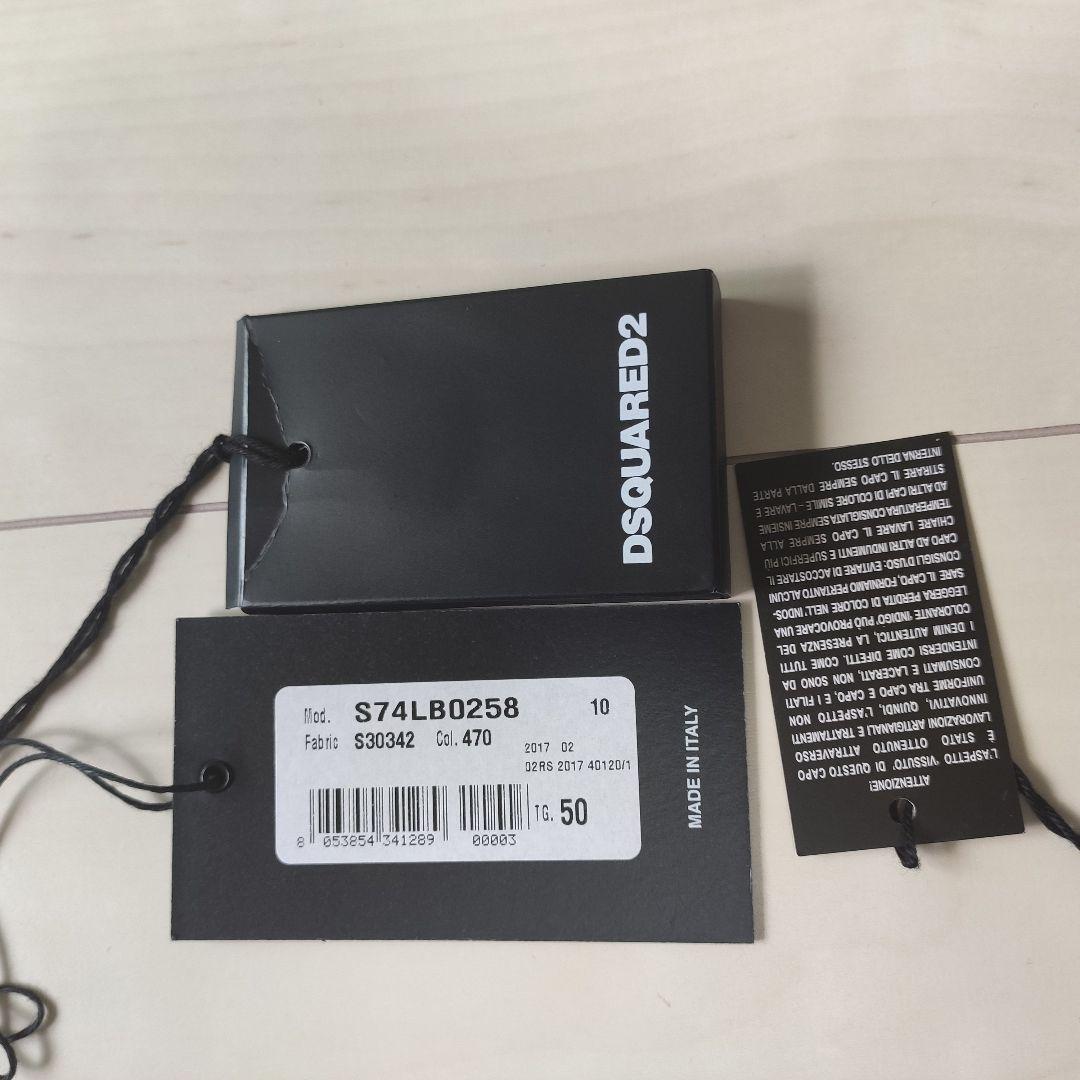 DSQUARED2
Mod. S74LB0258 10
Fabric S30342 Col. 470
2017 02
02RS 2017 40120/1
TG. 50
8 053854 341289 00003
MADE IN ITALY
ATTENZIONE!
L'ASPETTO 'VISSUTO' DI QUESTO CAPO
È STATO OTTENUTO ATTRAVERSO
LAVORAZIONI ARTIGIANALI E TRATTAMENTI
INNOVATIVI, QUINDI, L'ASPETTO NON
UNIFORME TRA CAPO E CAPO, E I FILATI
CONSUMATI E LACERATI, NON SONO DA
INTENDERSI COME DIFETTI. COME TUTTI
I DENIM AUTENTICI, LA PRESENZA DEL
COLORANTE 'INDIGO' PUÒ PROVOCARE UNA
LEGGERA PERDITA DI COLORE NELL'INDOS-
SARE IL CAPO, FORNIAMO PERTANTO ALCUNI
CONSIGLI D'USO: EVITARE DI ACCOSTARE IL
CAPO AD ALTRI INDUMENTI E SUPERFICI PIÙ
CHIARE LAVARE IL CAPO SEMPRE ALLA
TEMPERATURA CONSIGLIATA SEMPRE INSIEME
AD ALTRI CAPI DI COLORE SIMILE - LAVARE E
STIRARE IL CAPO SEMPRE DALLA PARTE
INTERNA DELLO STESSO.